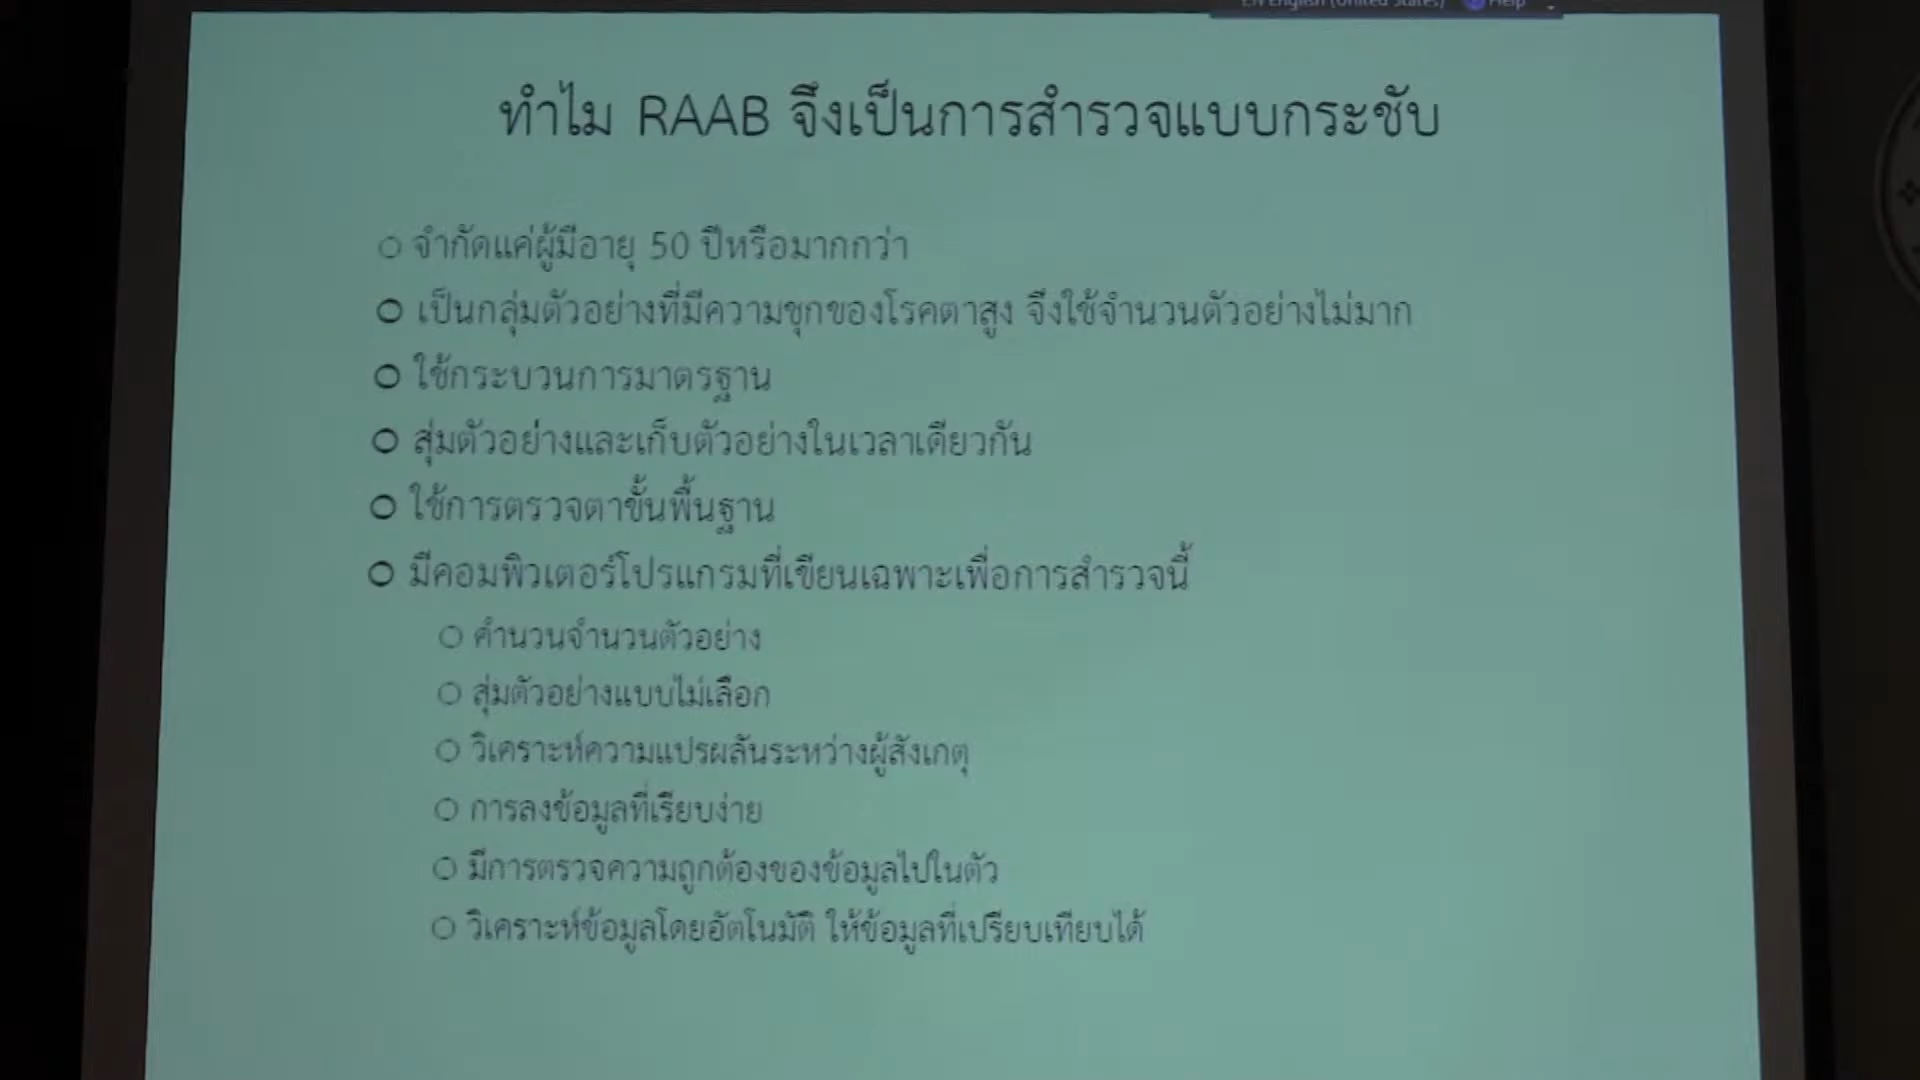 EN English (United States) Help
ทำไม RAAB จึงเป็นการสำรวจแบบกระชับ
จำกัดแค่ผู้มีอายุ 50 ปีหรือมากกว่า
เป็นกลุ่มตัวอย่างที่มีความชุกของโรคตาสูง จึงใช้จำนวนตัวอย่างไม่มาก
ใช้กระบวนการมาตรฐาน
สุ่มตัวอย่างและเก็บตัวอย่างในเวลาเดียวกัน
ใช้การตรวจตาขั้นพื้นฐาน
มีคอมพิวเตอร์โปรแกรมที่เขียนเฉพาะเพื่อการสำรวจนี้
คำนวนจำนวนตัวอย่าง
สุ่มตัวอย่างแบบไม่เลือก
วิเคราะห์ความแปรผลันระหว่างผู้สังเกตุ
การลงข้อมูลที่เรียบง่าย
มีการตรวจความถูกต้องของข้อมูลไปในตัว
วิเคราะห์ข้อมูลโดยอัตโนมัติ ให้ข้อมูลที่เปรียบเทียบได้